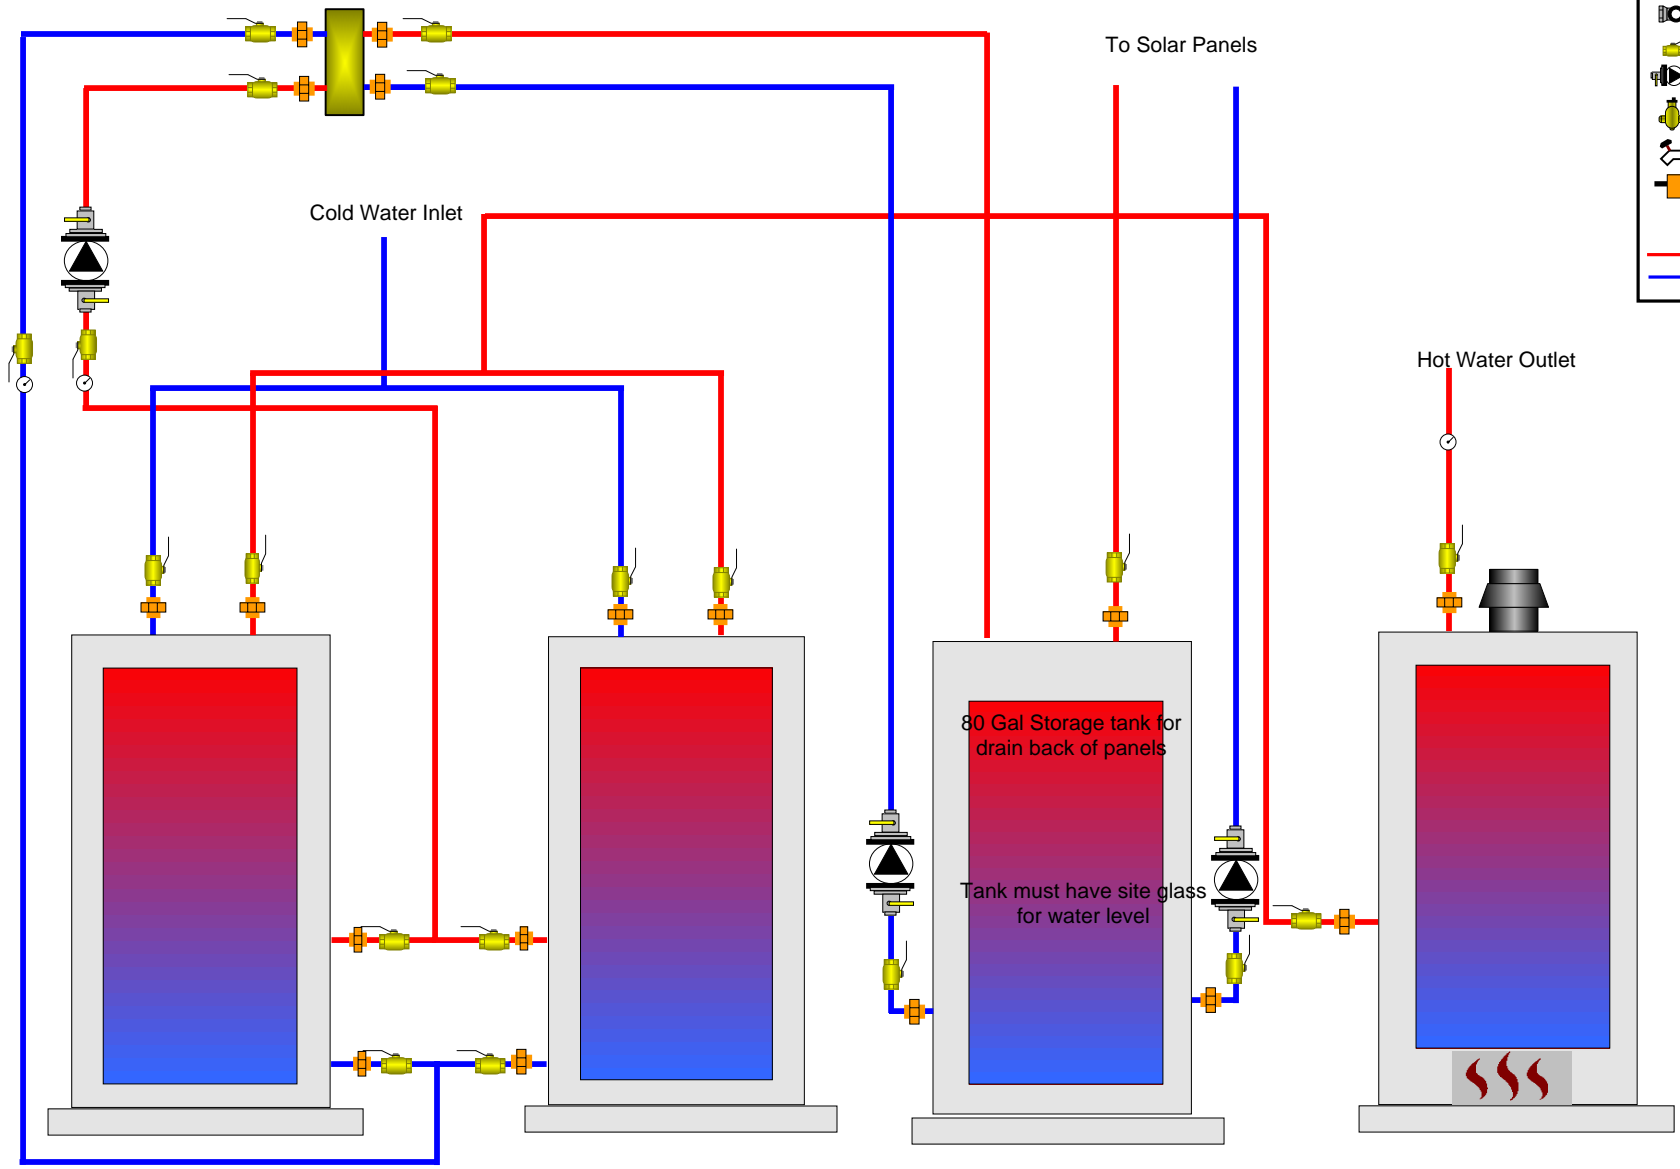 To Solar Panels
Cold Water Inlet
Hot Water Outlet
80 Gal Storage tank for
drain back of panels
Tank must have site glass
for water level